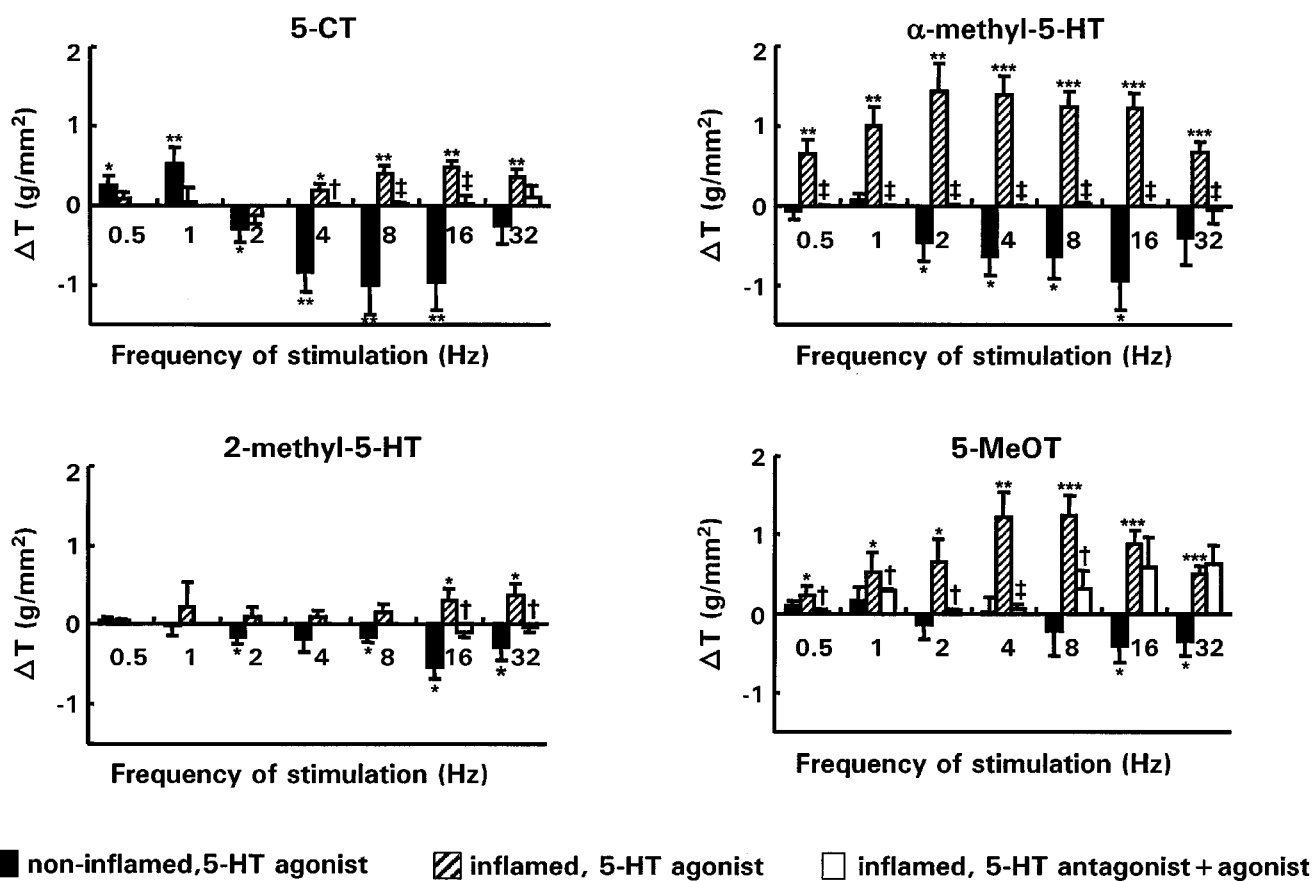 5-CT
2
1
0
-1
ΔT (g/mm²)
* ** * * ** † ** ** ‡ ** ** ‡ ** **
0.5 1 2 4 8 16 32
Frequency of stimulation (Hz)
α-methyl-5-HT
2
1
0
-1
ΔT (g/mm²)
** ‡ ** ‡ ** ‡ * *** ‡ * *** ‡ * *** ‡ * *** ‡
0.5 1 2 4 8 16 32
Frequency of stimulation (Hz)
2-methyl-5-HT
2
1
0
-1
ΔT (g/mm²)
* * * † * * † *
0.5 1 2 4 8 16 32
Frequency of stimulation (Hz)
5-MeOT
2
1
0
-1
ΔT (g/mm²)
* † * † * † ** ‡ *** † *** * *** *
0.5 1 2 4 8 16 32
Frequency of stimulation (Hz)
non-inflamed,5-HT agonist
inflamed, 5-HT agonist
inflamed, 5-HT antagonist+agonist